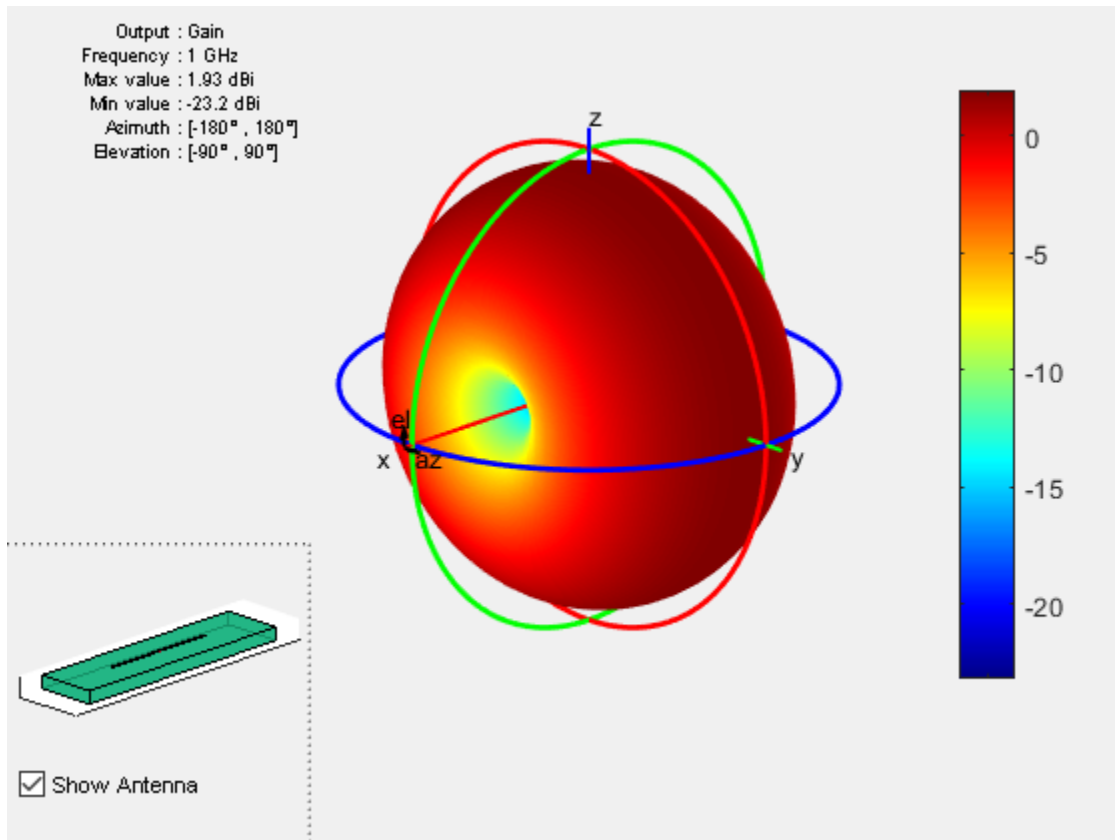 Output : Gain
Frequency : 1 GHz
Max value : 1.93 dBi
Min value : -23.2 dBi
Azimuth : [-180° , 180°]
Elevation : [-90° , 90°]
z
0
-5
-10
-15
-20
el
x
az
y
Show Antenna